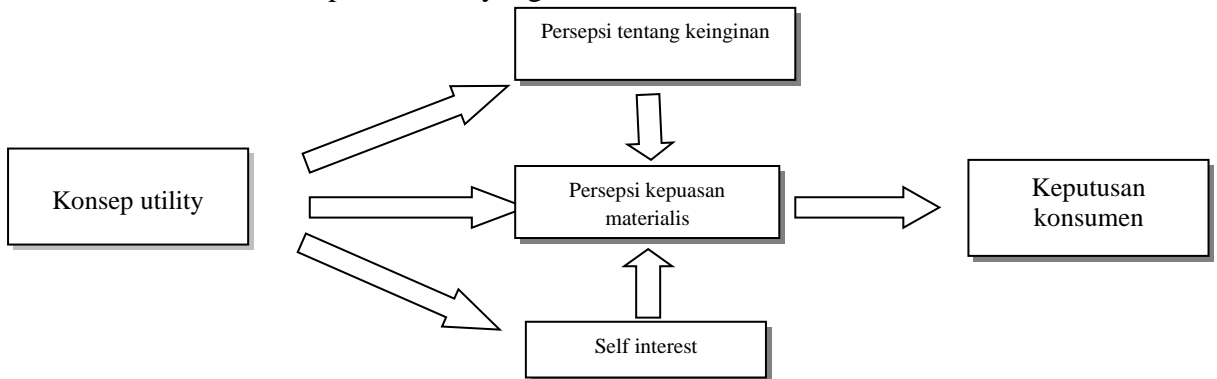 Persepsi tentang keinginan
Konsep utility
Persepsi kepuasan
materialis
Keputusan
konsumen
Self interest